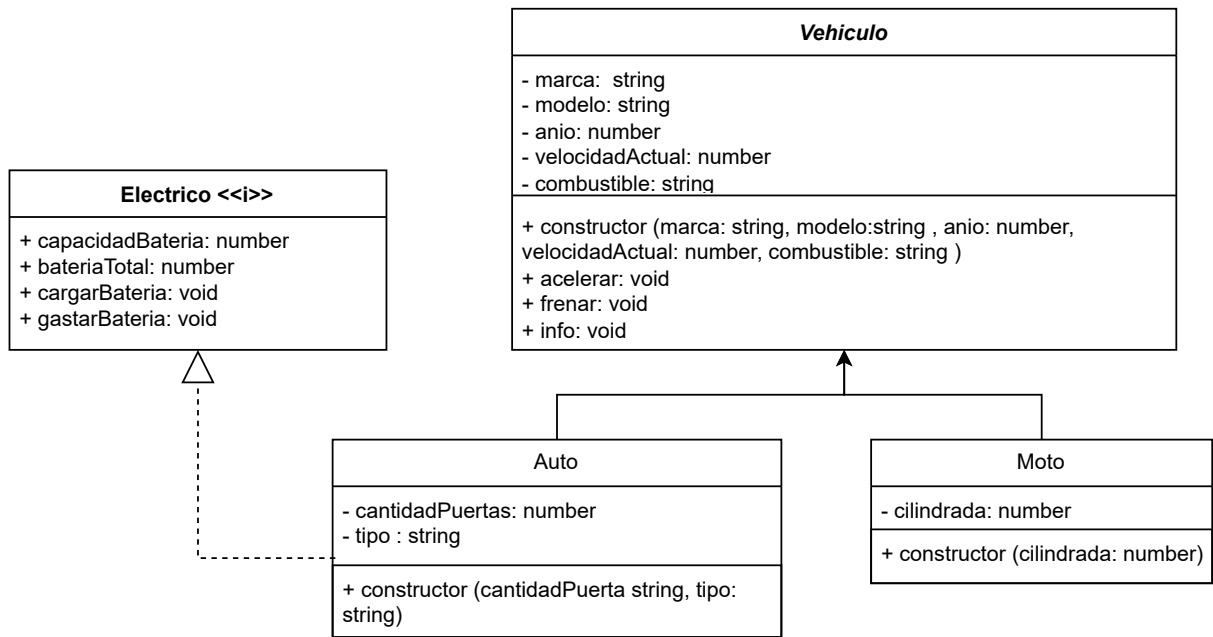 Vehiculo
- marca:  string
- modelo: string
- anio: number
- velocidadActual: number
- combustible: string
+ constructor (marca: string, modelo:string , anio: number,
velocidadActual: number, combustible: string )
+ acelerar: void
+ frenar: void
+ info: void
Electrico <<i>>
+ capacidadBateria: number
+ bateriaTotal: number
+ cargarBateria: void
+ gastarBateria: void
Auto
- cantidadPuertas: number
- tipo : string
+ constructor (cantidadPuerta string, tipo:
string)
Moto
- cilindrada: number
+ constructor (cilindrada: number)